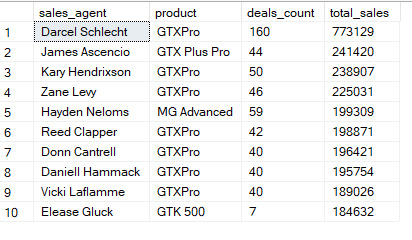 sales_agent product deals_count total_sales
1 Darcel Schlecht GTXPro 160 773129
2 James Ascencio GTX Plus Pro 44 241420
3 Kary Hendrixson GTXPro 50 238907
4 Zane Levy GTXPro 46 225031
5 Hayden Neloms MG Advanced 59 199309
6 Reed Clapper GTXPro 42 198871
7 Donn Cantrell GTXPro 40 196421
8 Daniell Hammack GTXPro 40 195754
9 Vicki Laflamme GTXPro 40 189026
10 Elease Gluck GTK 500 7 184632